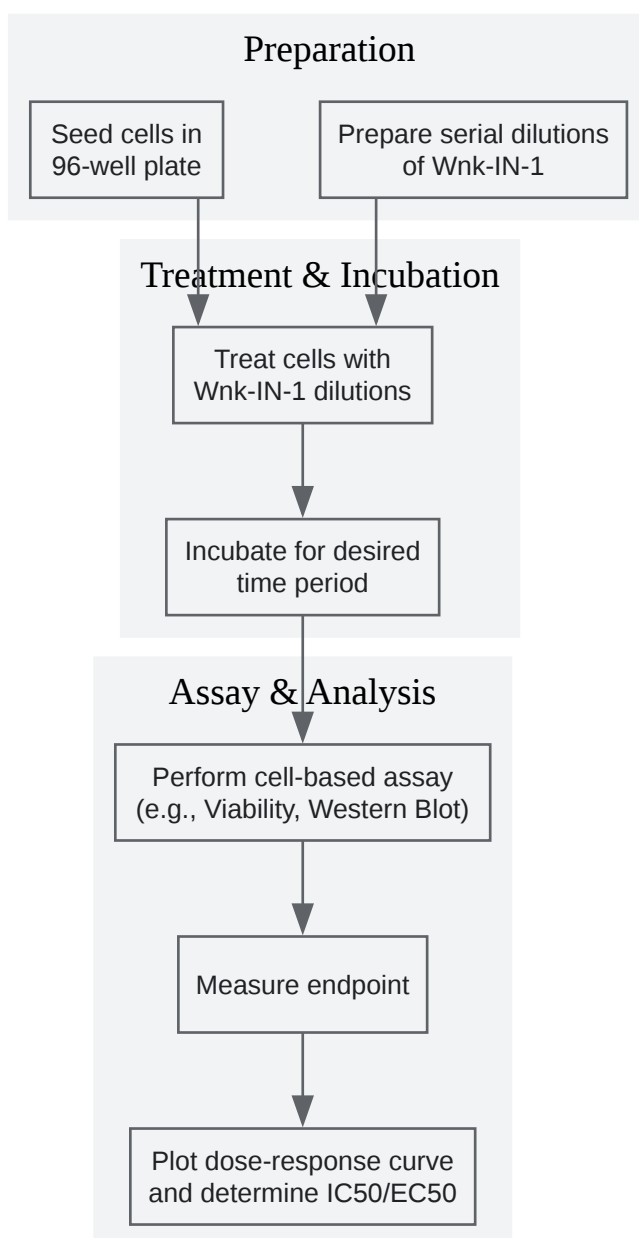 Preparation
Seed cells in
96-well plate
Prepare serial dilutions
of Wnk-IN-1
Treatment & Incubation
Treat cells with
Wnk-IN-1 dilutions
Incubate for desired
time period
Assay & Analysis
Perform cell-based assay
(e.g., Viability, Western Blot)
Measure endpoint
Plot dose-response curve
and determine IC50/EC50